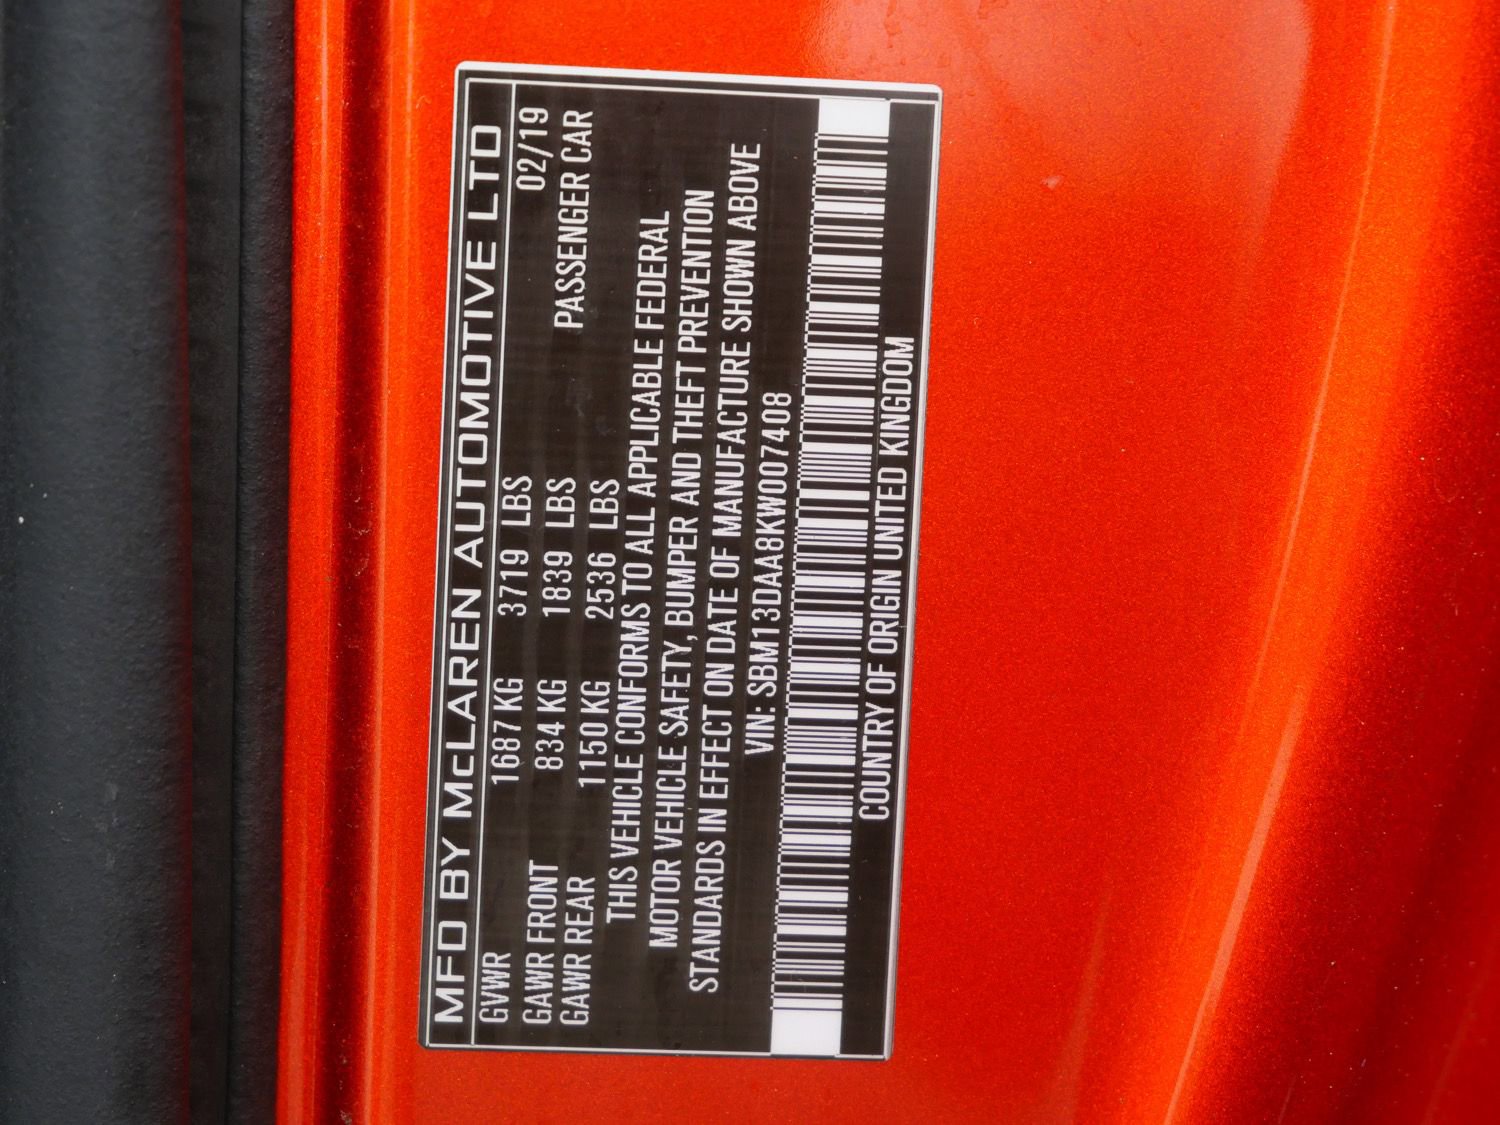 MFD BY McLAREN AUTOMOTIVE LTD
GVWR 1687 KG 3719 LBS 02/19
GAWR FRONT 834 KG 1839 LBS PASSENGER CAR
GAWR REAR 1150 KG 2536 LBS
THIS VEHICLE CONFORMS TO ALL APPLICABLE FEDERAL
MOTOR VEHICLE SAFETY, BUMPER AND THEFT PREVENTION
STANDARDS IN EFFECT ON DATE OF MANUFACTURE SHOWN ABOVE
VIN: SBM13DAA8KW007408
COUNTRY OF ORIGIN UNITED KINGDOM